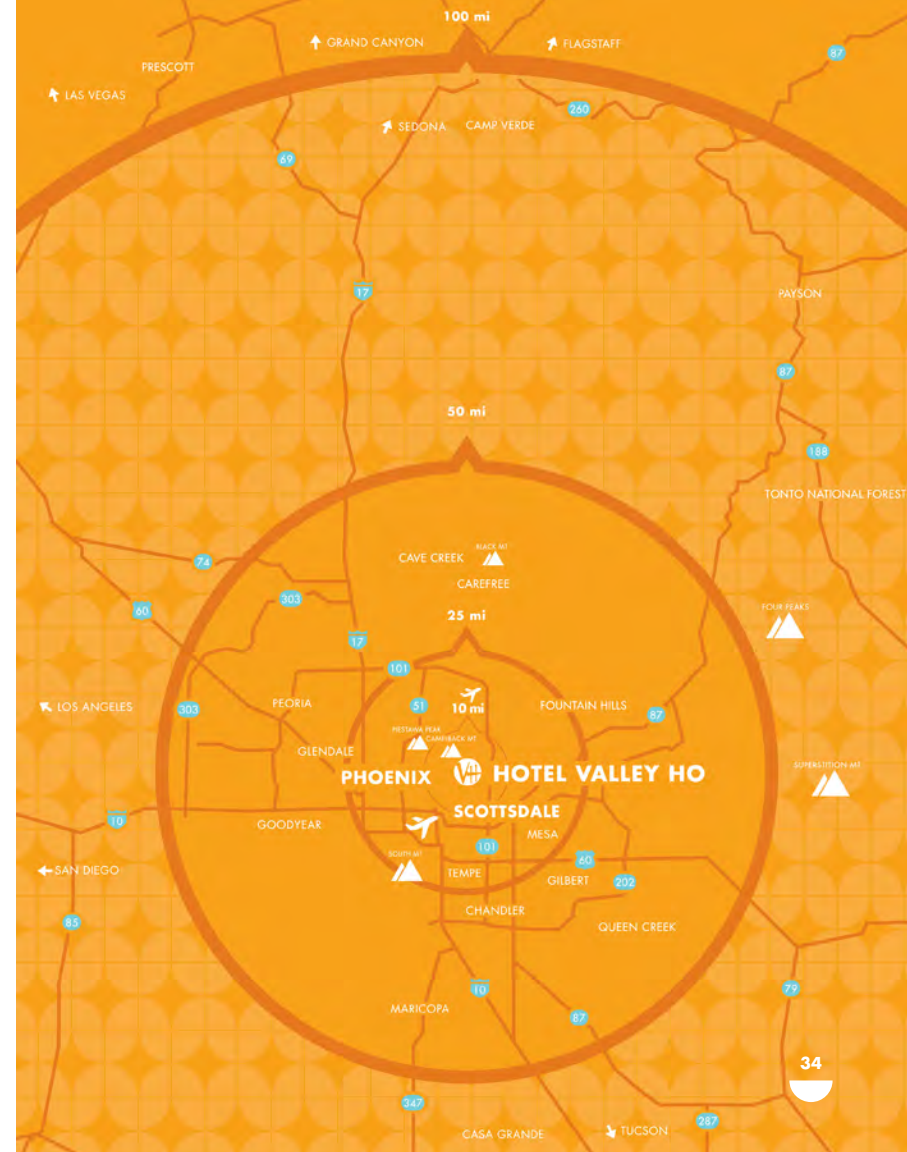 100 mi
GRAND CANYON
FLAGSTAFF
87
PRESCOTT
LAS VEGAS
260
SEDONA
CAMP VERDE
69
17
PAYSON
87
50 mi
188
TONTO NATIONAL FOREST
BLACK MT
CAVE CREEK
74
CAREFREE
303
60
FOUR PEAKS
25 mi
17
101
PEORIA
51
10 mi
FOUNTAIN HILLS
LOS ANGELES
303
87
PIESTAWA PEAK
CAMELBACK MT
GLENDALE
PHOENIX
VH
HOTEL VALLEY HO
SUPERSTITION MT
SCOTTSDALE
10
GOODYEAR
MESA
101
SOUTH MT
60
SAN DIEGO
TEMPE
GILBERT
202
CHANDLER
85
QUEEN CREEK
10
79
MARICOPA
87
34
347
287
CASA GRANDE
TUCSON